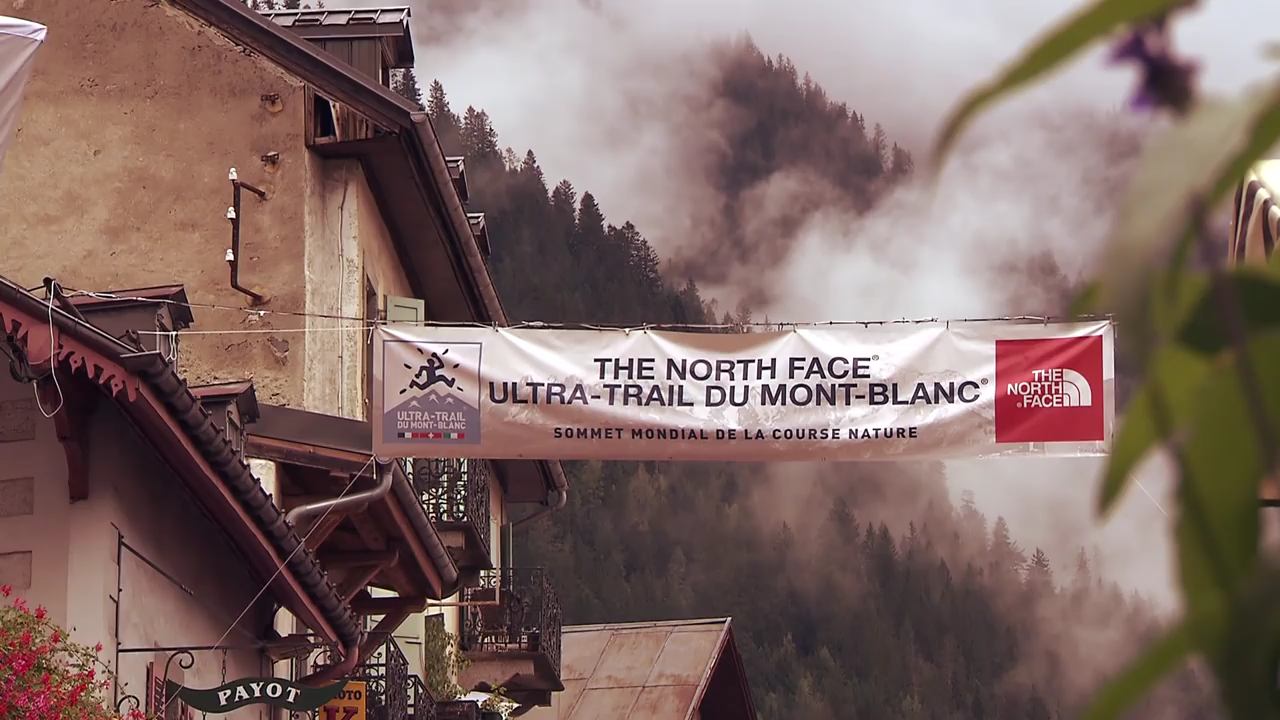 THE NORTH FACE®
ULTRA-TRAIL DU MONT-BLANC®
SOMMET MONDIAL DE LA COURSE NATURE
ULTRA-TRAIL
DU MONT-BLANC
THE
NORTH
FACE
PAYOT
PHOTO
K